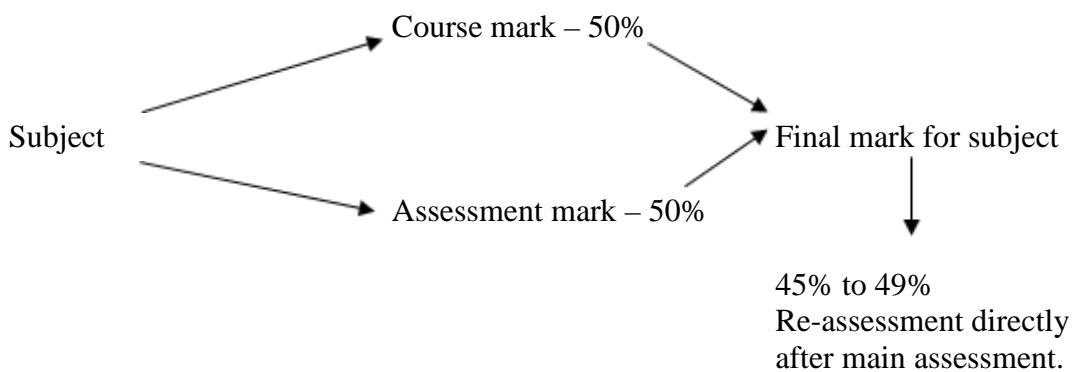 Course mark – 50%
Subject
Final mark for subject
Assessment mark – 50%
45% to 49%
Re-assessment directly
after main assessment.